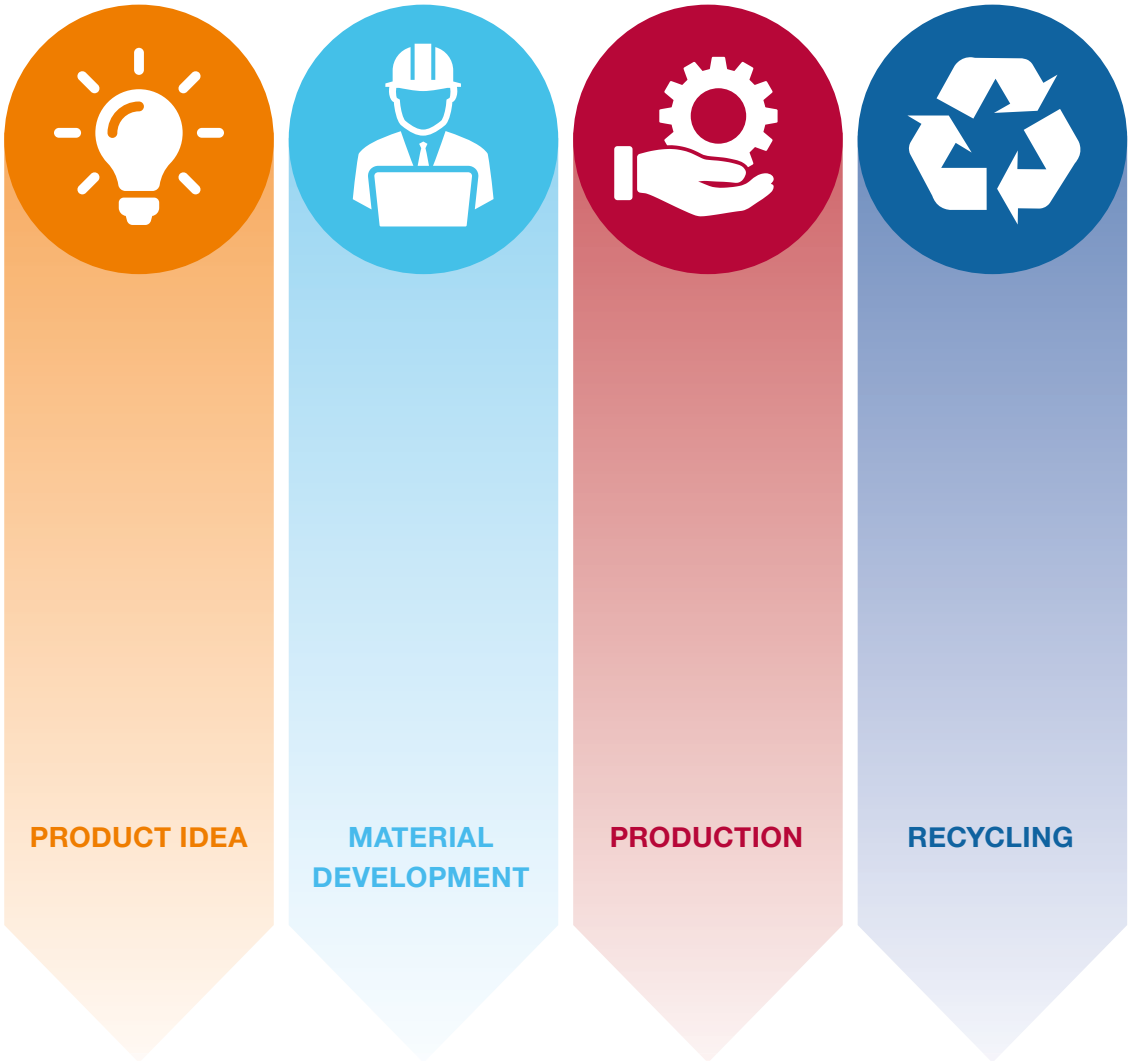 PRODUCT IDEA
MATERIAL
DEVELOPMENT
PRODUCTION
RECYCLING